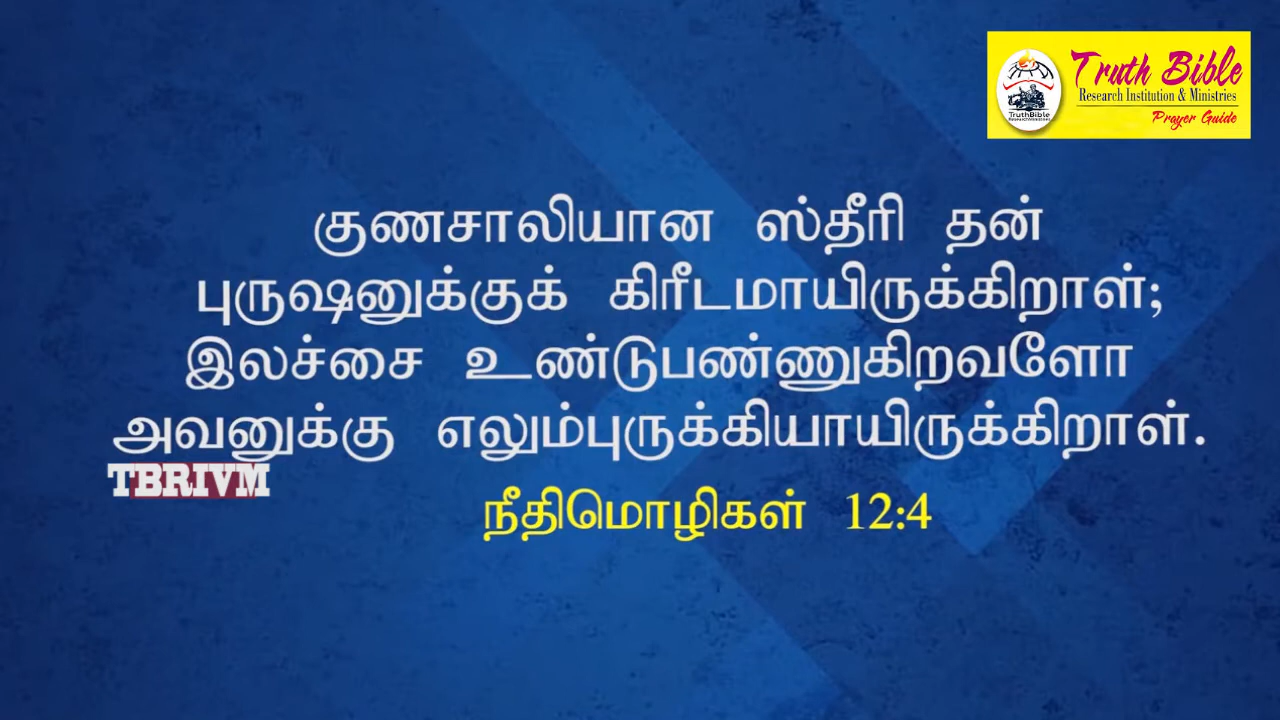 Truth Bible
Research Institution & Ministries
Prayer Guide
TruthBible
குணசாலியான ஸ்தீரி தன்
புருஷனுக்குக் கிரீடமாயிருக்கிறாள்;
இலச்சை உண்டுபண்ணுகிறவளோ
அவனுக்கு எலும்புருக்கியாயிருக்கிறாள்.
TBRIVM
நீதிமொழிகள் 12:4